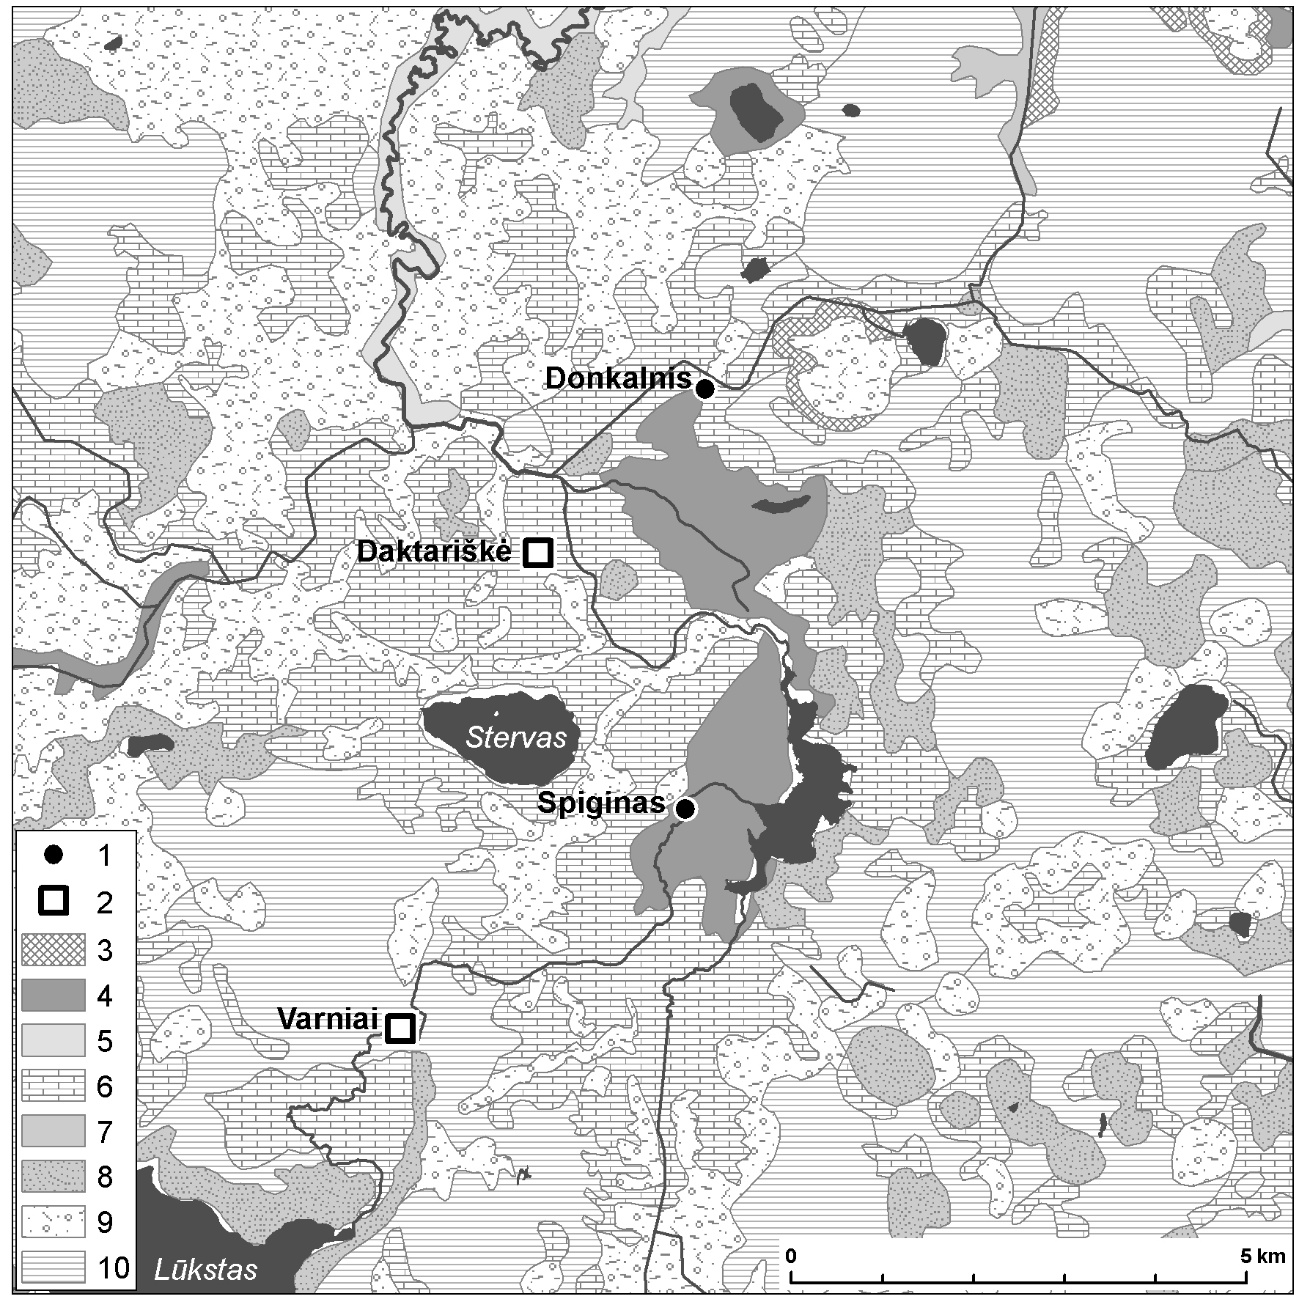 Donkalnis
Daktariškė
Stervas
Spiginas
Varniai
Lūkstas
1
2
3
4
5
6
7
8
9
10
0 5 km